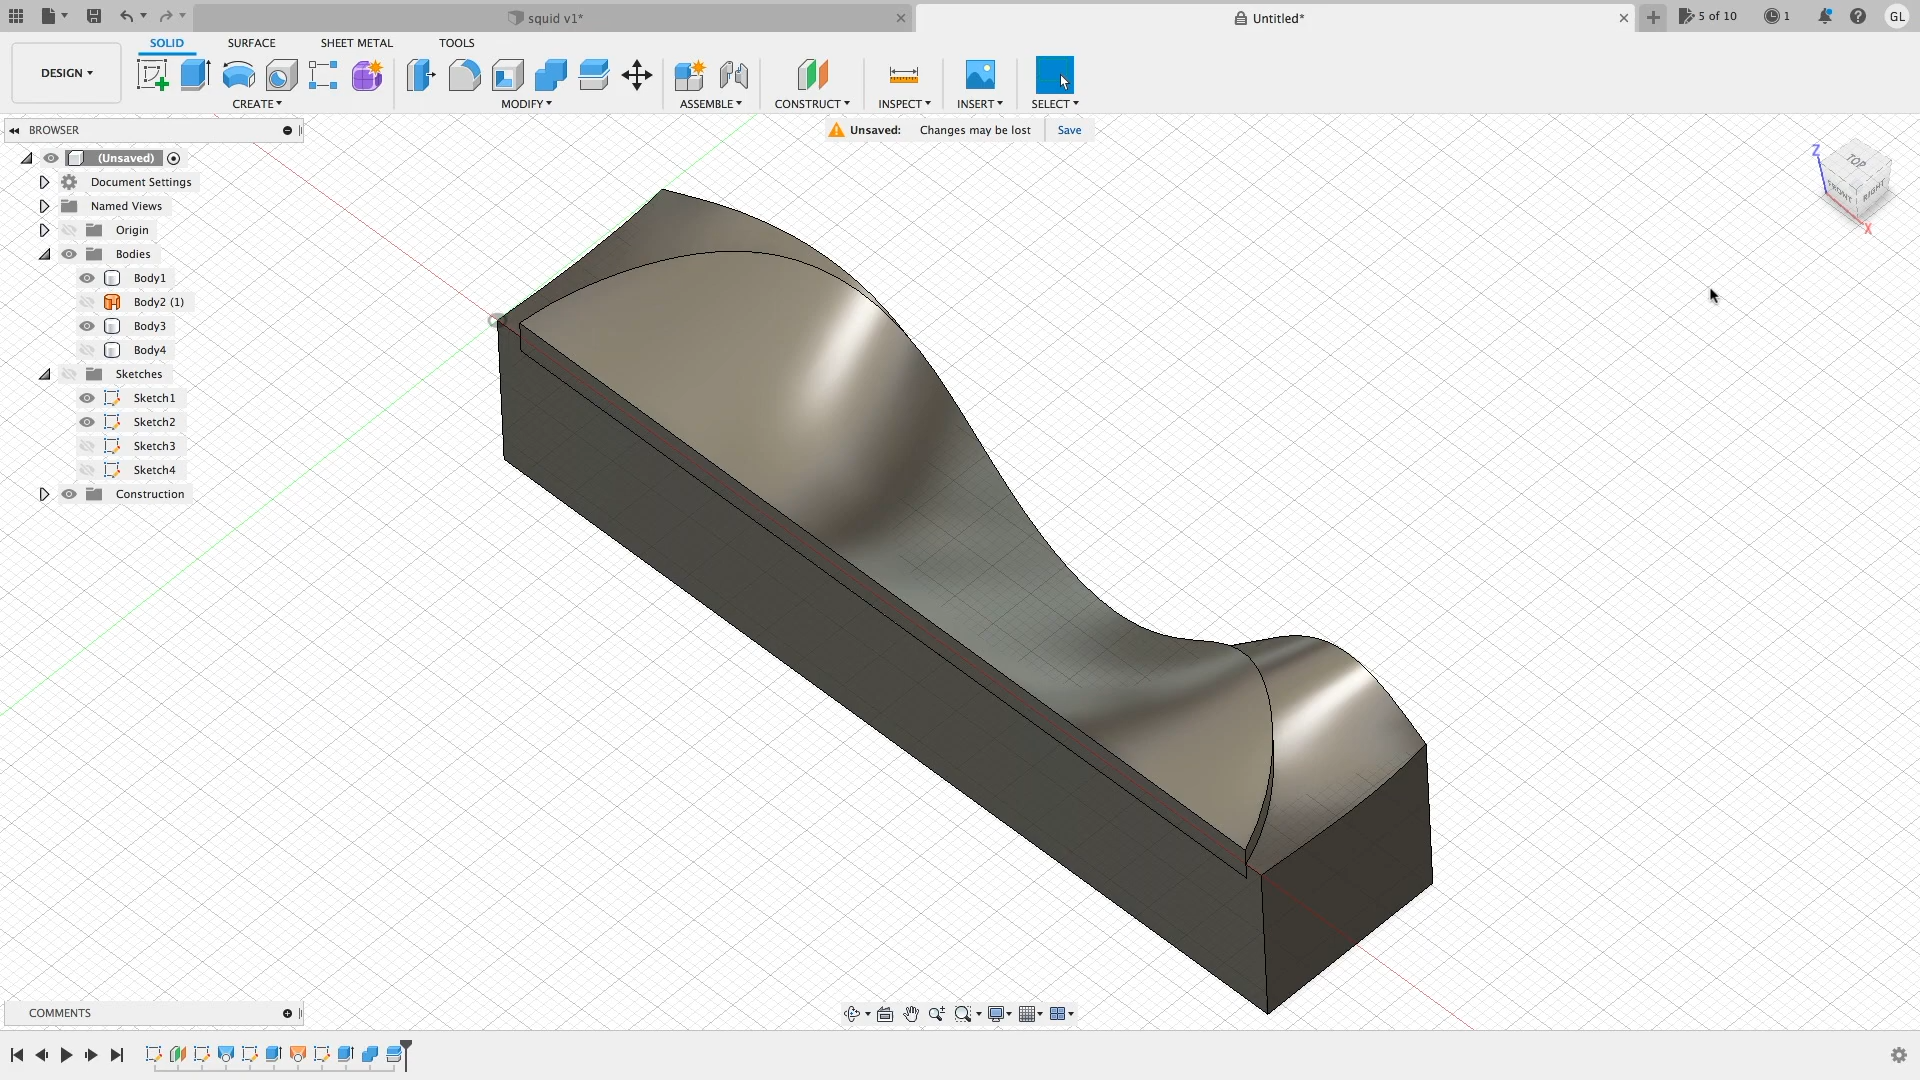 squid v1*
Untitled*
5 of 10
1
GL
DESIGN
SOLID
SURFACE
SHEET METAL
TOOLS
CREATE
MODIFY
ASSEMBLE
CONSTRUCT
INSPECT
INSERT
SELECT
BROWSER
Unsaved: Changes may be lost Save
(Unsaved)
Document Settings
Named Views
Origin
Bodies
Body1
Body2 (1)
Body3
Body4
Sketches
Sketch1
Sketch2
Sketch3
Sketch4
Construction
Z
TOP
FRONT
RIGHT
X
COMMENTS